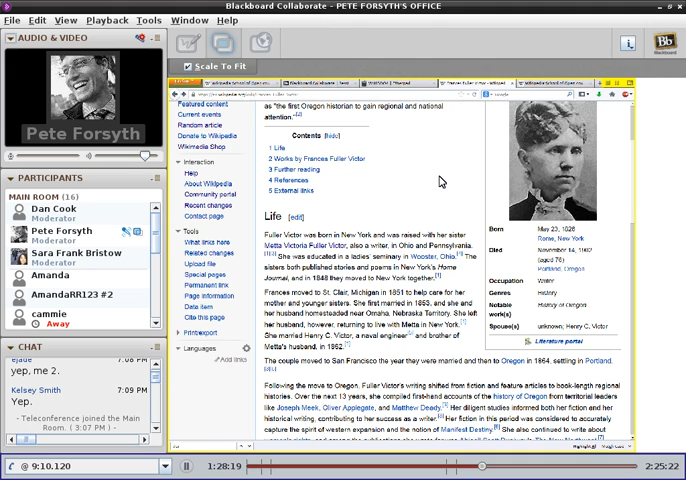 Blackboard Collaborate - PETE FORSYTH'S OFFICE
File Edit View Playback Tools Window Help
AUDIO & VIDEO
Pete Forsyth
PARTICIPANTS
MAIN ROOM (16)
Dan Cook
Moderator
Pete Forsyth
Moderator
Sara Frank Bristow
Moderator
Amanda
AmandaRR123 #2
cammie
Away
CHAT
ejade 7:08 PM
yep, me 2.
Kelsey Smith 7:09 PM
Yep.
- Teleconference joined the Main
Room. ( 3:07 PM ) -
Scale To Fit
Bb
Blackboard
Featured content
Current events
Random article
Donate to Wikipedia
Wikimedia Shop
Interaction
Help
About Wikipedia
Community portal
Recent changes
Contact page
Tools
What links here
Related changes
Upload file
Special pages
Permanent link
Page information
Data item
Cite this page
Print/export
Languages
Add links
as "the first Oregon historian to gain regional and national
attention."
Contents [hide]
1 Life
2 Works by Frances Fuller Victor
3 Further reading
4 References
5 External links
Life [edit]
Fuller Victor was born in New York and was raised with her sister
Metta Victoria Fuller Victor, also a writer, in Ohio and Pennsylvania.
She was educated in a ladies' seminary in Wooster, Ohio. The
sisters both published stories and poems in New York's Home
Journal, and in 1848 they moved to New York together.
Frances moved to St. Clair, Michigan in 1851 to help care for her
mother and younger sisters. She first married in 1853, and she and
her husband homesteaded near Omaha, Nebraska Territory. She left
her husband, however, returning to live with Metta in New York.
She married Henry C. Victor, a naval engineer and brother of
Metta's husband, in 1862.
The couple moved to San Francisco the year they were married and then to Oregon in 1864, settling in Portland.
Following the move to Oregon, Fuller Victor's writing shifted from fiction and feature articles to book-length regional
histories. Over the next 13 years, she compiled first-hand accounts of the history of Oregon from territorial leaders
like Joseph Meek, Oliver Applegate, and Matthew Deady. Her diligent studies informed both her fiction and her
historical writing, contributing to her success as a writer. Her fiction in this period was considered to accurately
capture the spirit of western expansion and the notion of Manifest Destiny. She also continued to write about
Born May 23, 1826
Rome, New York
Died November 14, 1902
(aged 76)
Portland, Oregon
Occupation Writer
Genres History
Notable work(s) History of Oregon
Spouse(s) unknown; Henry C. Victor
Literature portal
@ 9:10.120
1:28:19
2:25:22